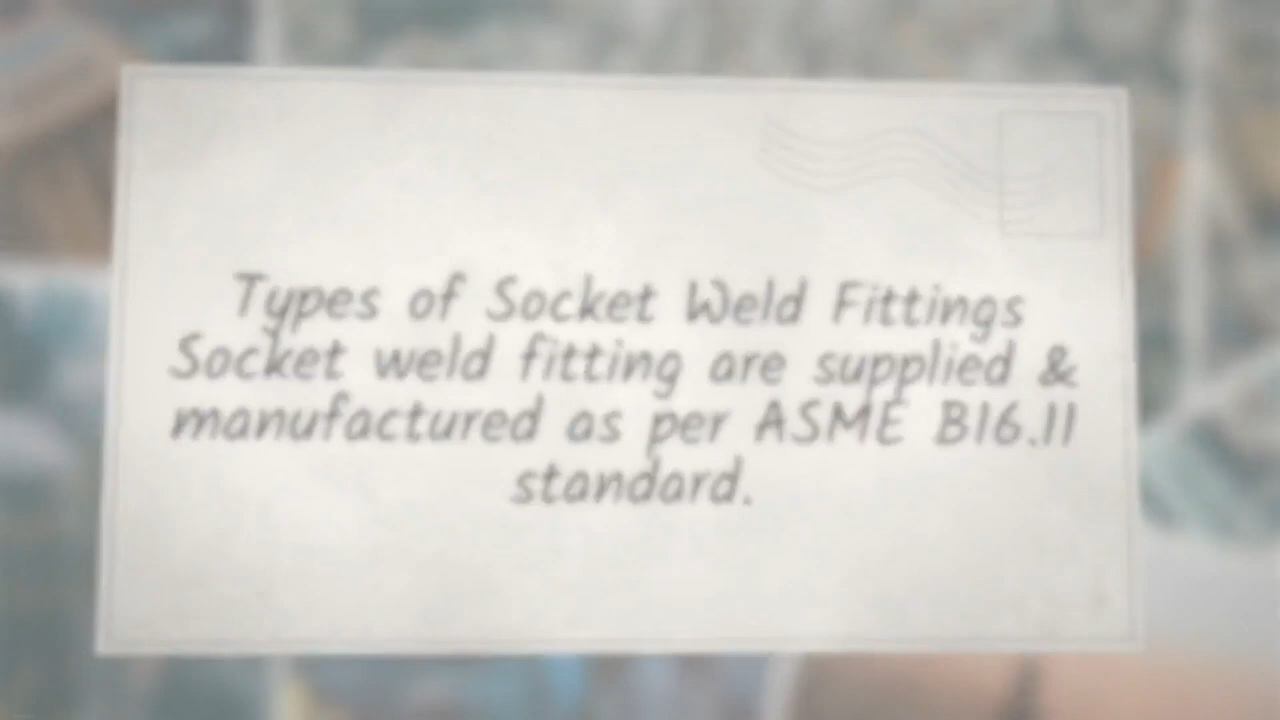 Types of Socket Weld Fittings
Socket weld fitting are supplied &
manufactured as per ASME B16.11
standard.